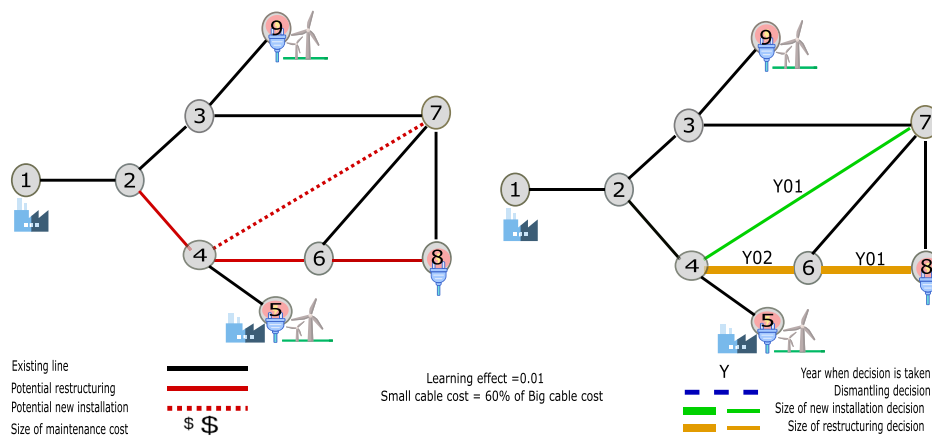 9
3
7
1
2
4
6
8
5
Existing line
Potential restructuring
Potential new installation
Size of maintenance cost
$ $
Learning effect =0.01
Small cable cost = 60% of Big cable cost
9
3
7
Y01
1
2
4
Y02
6
Y01
8
5
Y
Year when decision is taken
Dismantling decision
Size of new installation decision
Size of restructuring decision